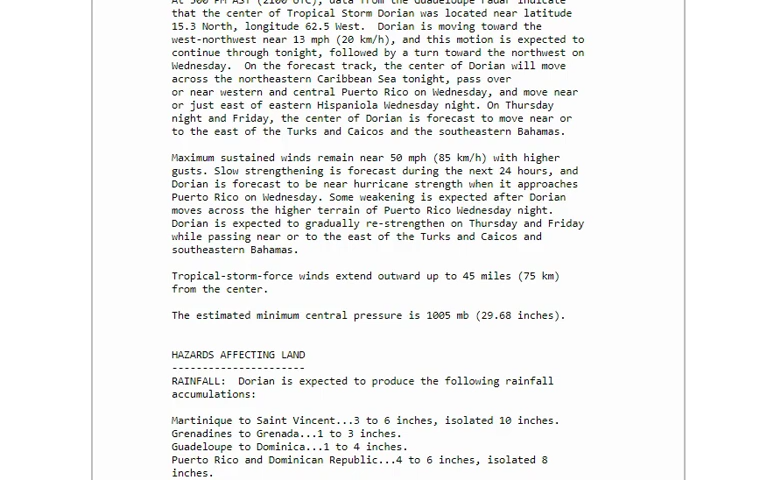 At 500 PM AST (2100 UTC), data from the Guadeloupe radar indicate
that the center of Tropical Storm Dorian was located near latitude
15.3 North, longitude 62.5 West.  Dorian is moving toward the
west-northwest near 13 mph (20 km/h), and this motion is expected to
continue through tonight, followed by a turn toward the northwest on
Wednesday.  On the forecast track, the center of Dorian will move
across the northeastern Caribbean Sea tonight, pass over
or near western and central Puerto Rico on Wednesday, and move near
or just east of eastern Hispaniola Wednesday night. On Thursday
night and Friday, the center of Dorian is forecast to move near or
to the east of the Turks and Caicos and the southeastern Bahamas.

Maximum sustained winds remain near 50 mph (85 km/h) with higher
gusts. Slow strengthening is forecast during the next 24 hours, and
Dorian is forecast to be near hurricane strength when it approaches
Puerto Rico on Wednesday. Some weakening is expected after Dorian
moves across the higher terrain of Puerto Rico Wednesday night.
Dorian is expected to gradually re-strengthen on Thursday and Friday
while passing near or to the east of the Turks and Caicos and
southeastern Bahamas.

Tropical-storm-force winds extend outward up to 45 miles (75 km)
from the center.

The estimated minimum central pressure is 1005 mb (29.68 inches).

HAZARDS AFFECTING LAND
----------------------
RAINFALL:  Dorian is expected to produce the following rainfall
accumulations:

Martinique to Saint Vincent...3 to 6 inches, isolated 10 inches.
Grenadines to Grenada...1 to 3 inches.
Guadeloupe to Dominica...1 to 4 inches.
Puerto Rico and Dominican Republic...4 to 6 inches, isolated 8
inches.